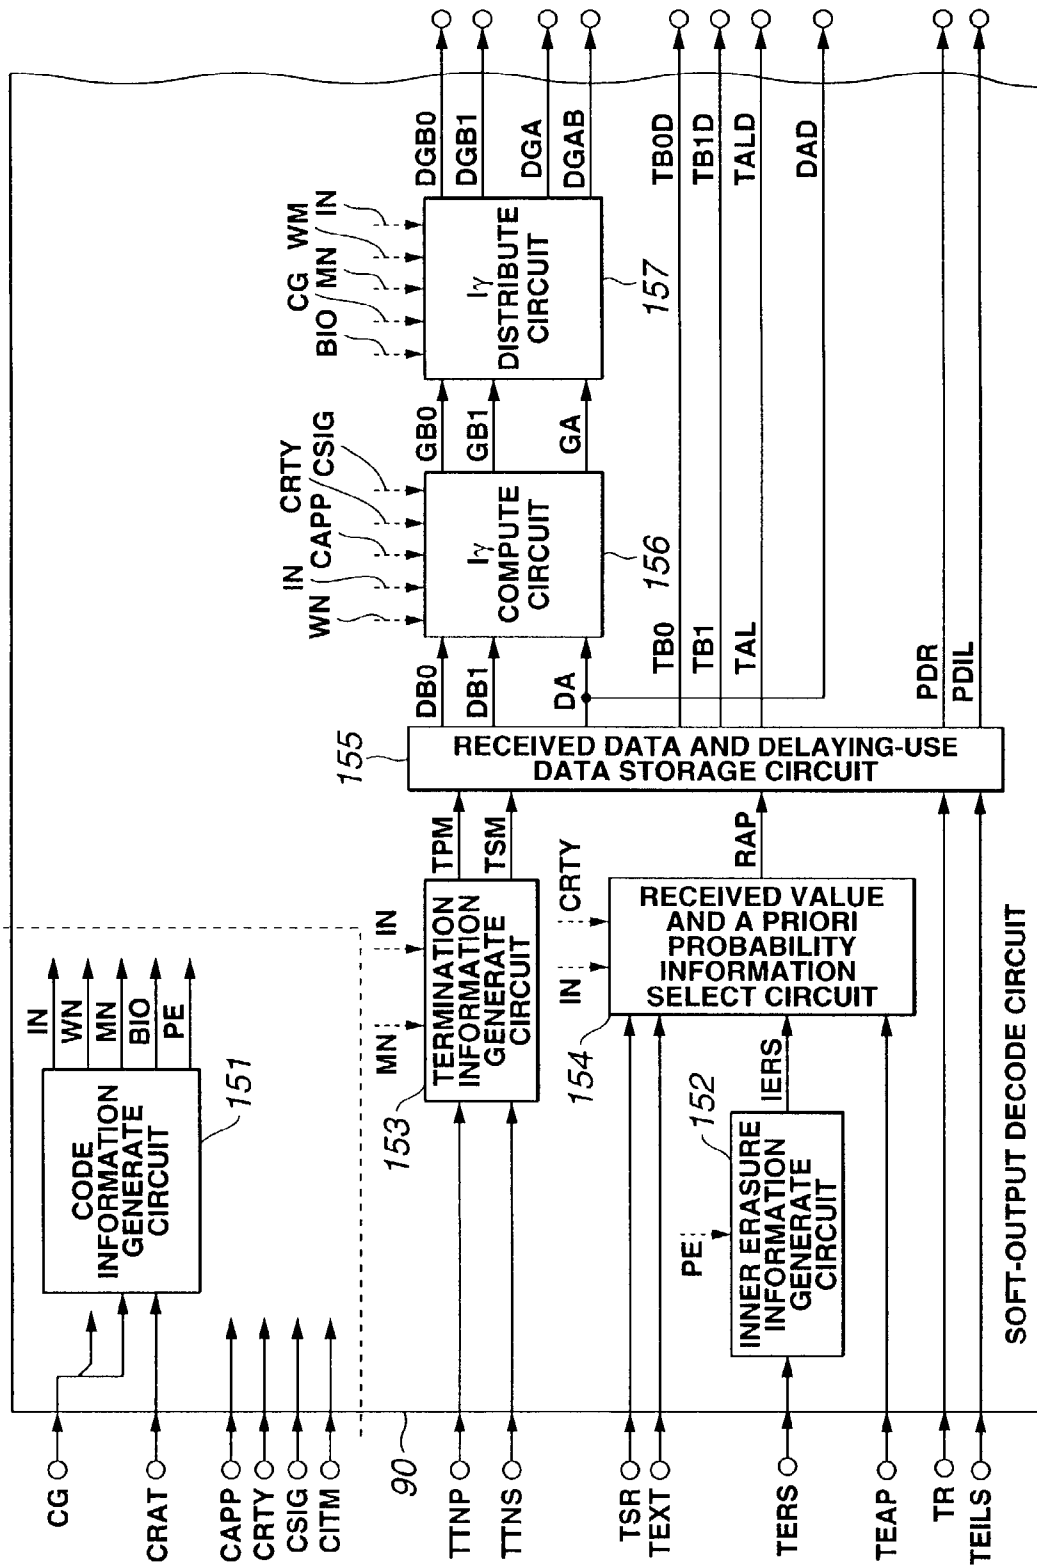 CG
CRAT
CAPP
CRTY
CSIG
CITM
TTNP
TTNS
TSR
TEXT
TERS
TEAP
TR
TEILS
90
CODE
INFORMATION
GENERATE
CIRCUIT
151
IN
WN
MN
BIO
PE
MN
IN
TERMINATION
INFORMATION
GENERATE
CIRCUIT
153
TPM
TSM
PE
INNER ERASURE
INFORMATION
GENERATE
CIRCUIT
152
IERS
IN
CRTY
RECEIVED VALUE
AND A PRIORI
PROBABILITY
INFORMATION
SELECT CIRCUIT
154
RAP
RECEIVED DATA AND DELAYING-USE
DATA STORAGE CIRCUIT
155
DB0
DB1
DA
TB0
TB1
TAL
PDR
PDIL
WN
IN
CAPP
CRTY
CSIG
Iγ
COMPUTE
CIRCUIT
156
GB0
GB1
GA
BIO
CG
MN
WM
IN
Iγ
DISTRIBUTE
CIRCUIT
157
DGB0
DGB1
DGA
DGAB
TB0D
TB1D
TALD
DAD
SOFT-OUTPUT DECODE CIRCUIT